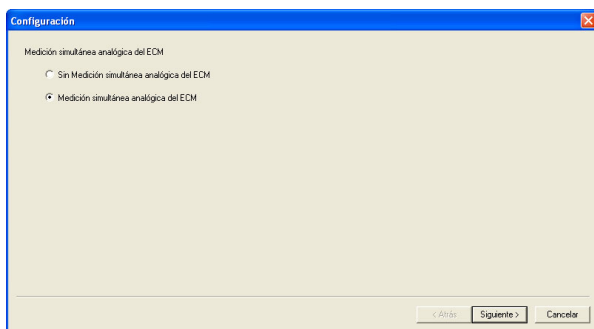 Configuración
Medición simultánea analógica del ECM
Sin Medición simultánea analógica del ECM
Medición simultánea analógica del ECM
< Atrás
Siguiente >
Cancelar